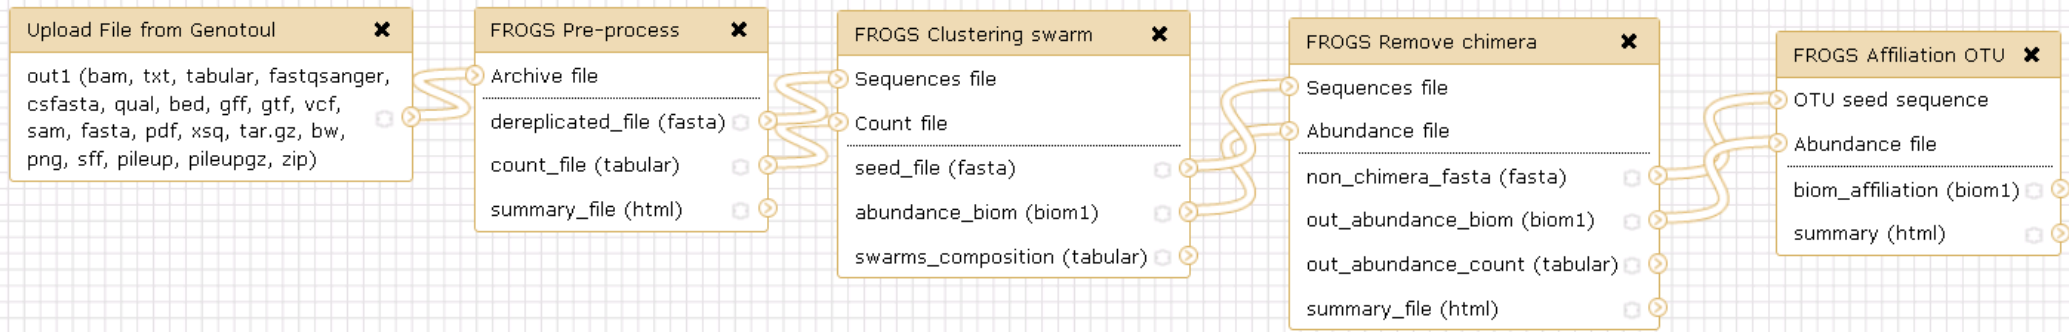 Upload File from Genotoul
out1 (bam, txt, tabular, fastqsanger,
csfasta, qual, bed, gff, gtf, vcf,
sam, fasta, pdf, xsq, tar.gz, bw,
png, sff, pileup, pileupgz, zip)
FROGS Pre-process
Archive file
dereplicated_file (fasta)
count_file (tabular)
summary_file (html)
FROGS Clustering swarm
Sequences file
Count file
seed_file (fasta)
abundance_biom (biom1)
swarms_composition (tabular)
FROGS Remove chimera
Sequences file
Abundance file
non_chimera_fasta (fasta)
out_abundance_biom (biom1)
out_abundance_count (tabular)
summary_file (html)
FROGS Affiliation OTU
OTU seed sequence
Abundance file
biom_affiliation (biom1)
summary (html)